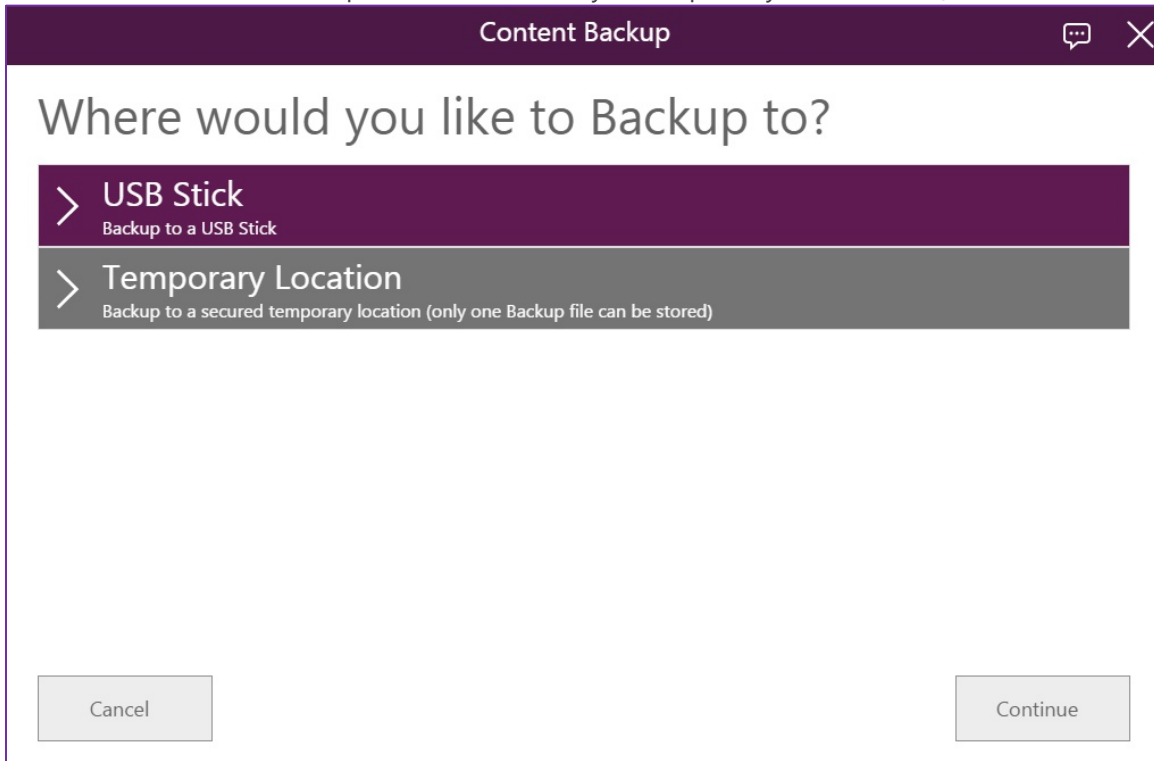 Content Backup
Where would you like to Backup to?
USB Stick
Backup to a USB Stick
Temporary Location
Backup to a secured temporary location (only one Backup file can be stored)
Cancel
Continue